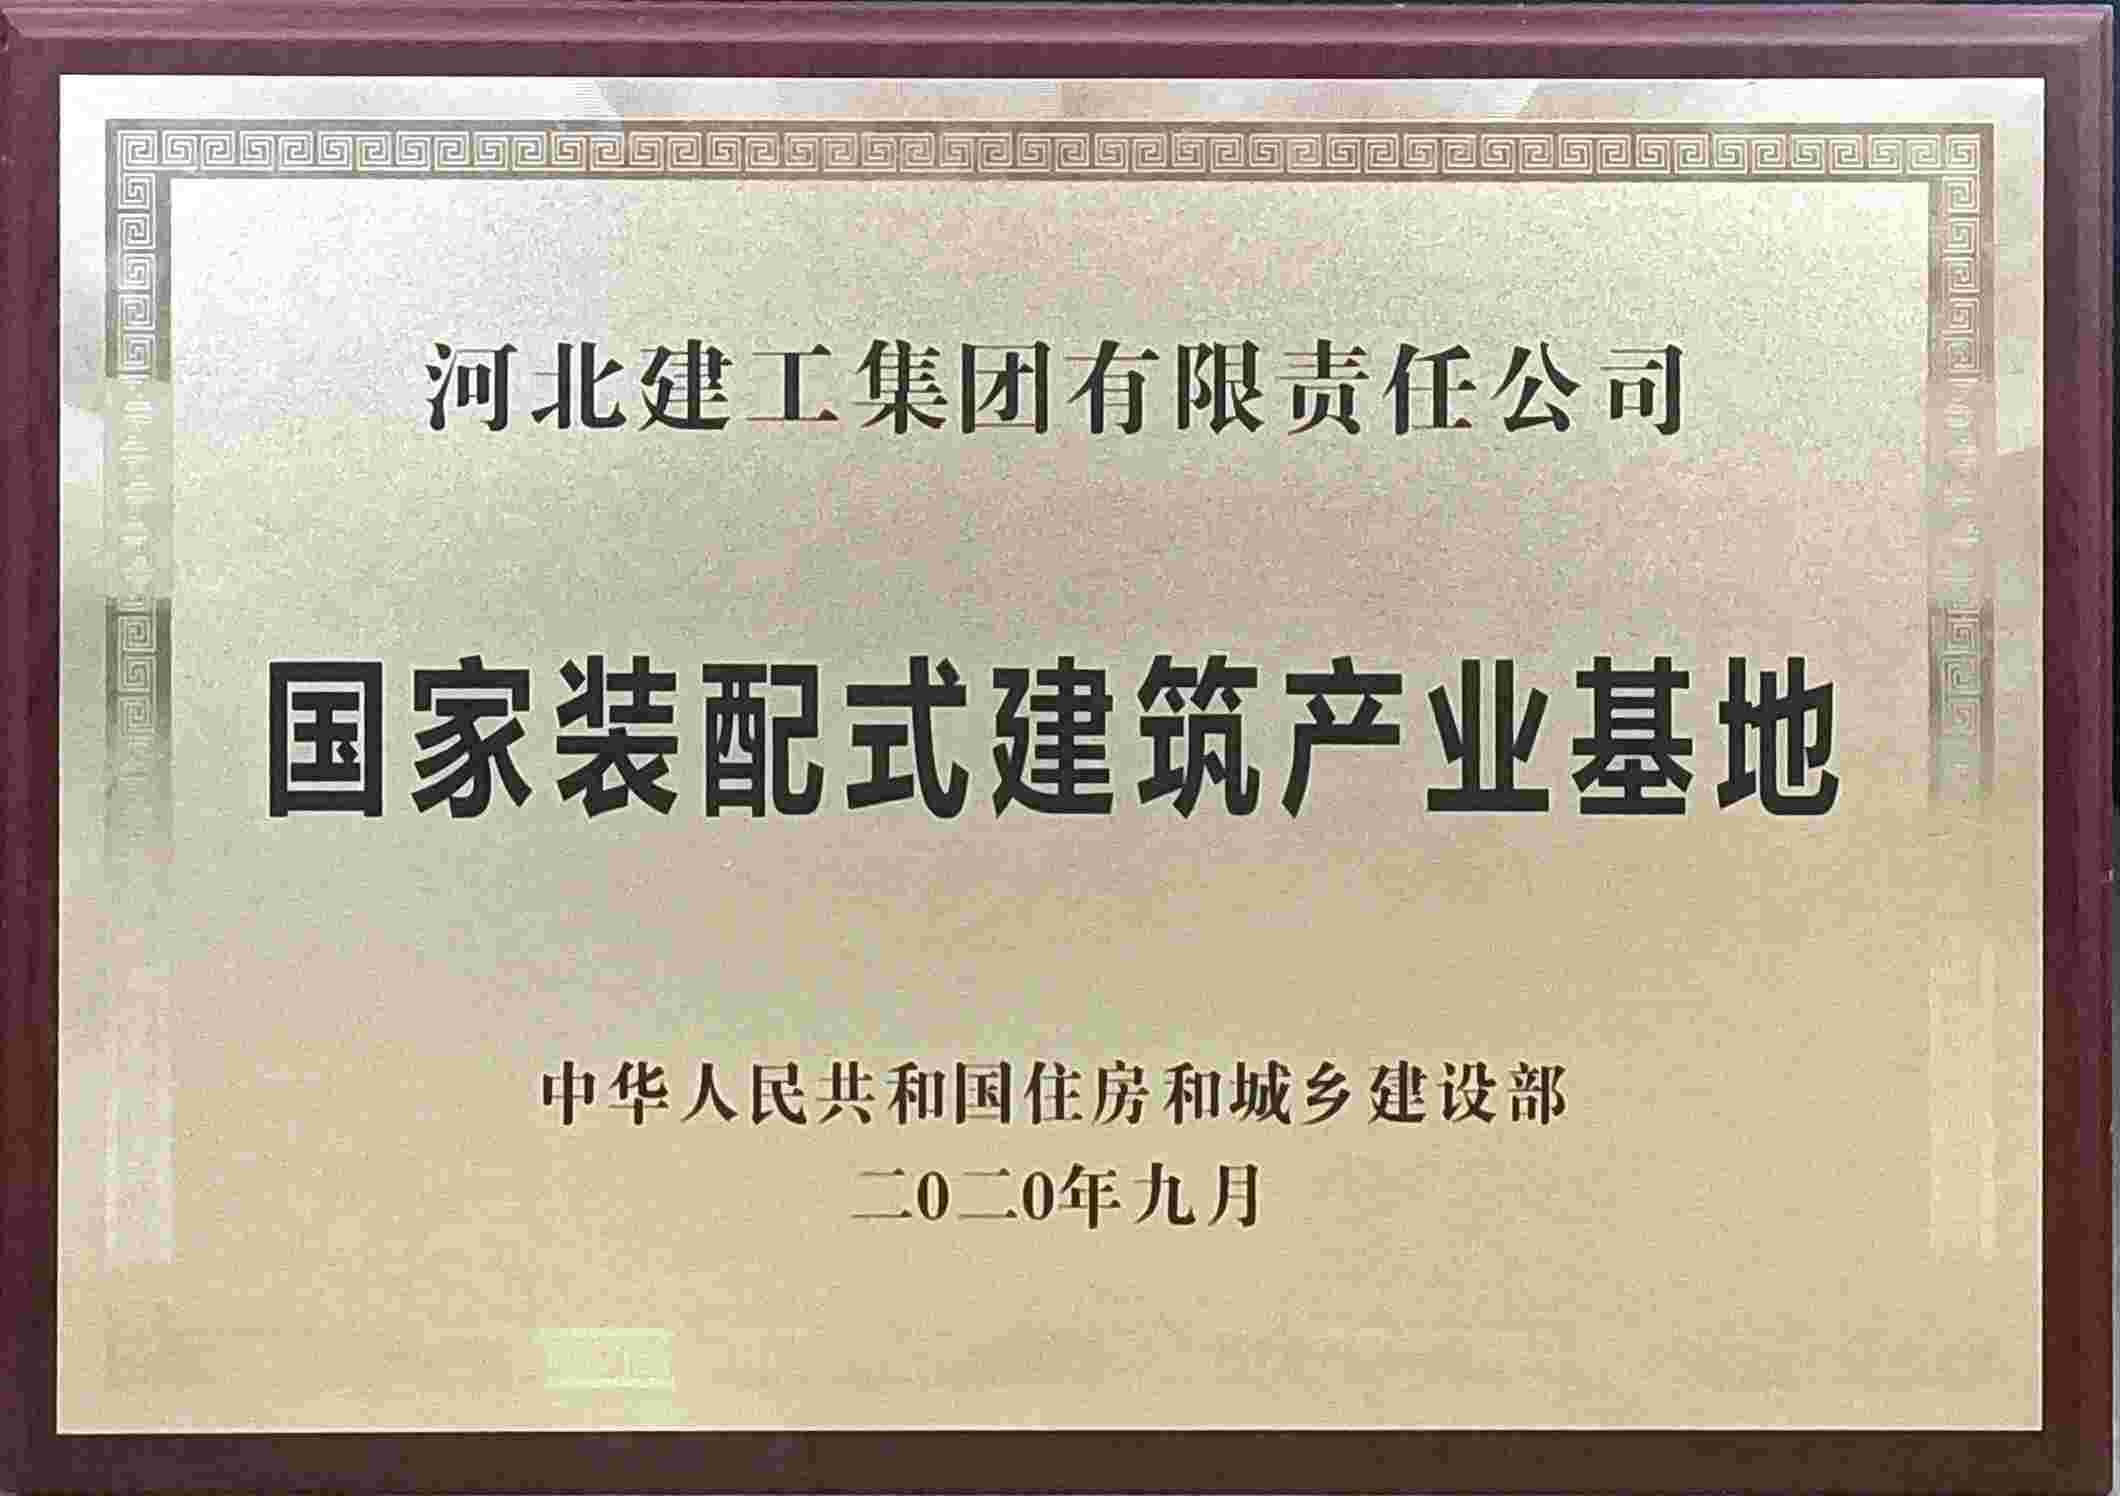 河北建工集团有限责任公司
国家装配式建筑产业基地
中华人民共和国住房和城乡建设部
二0二0年九月